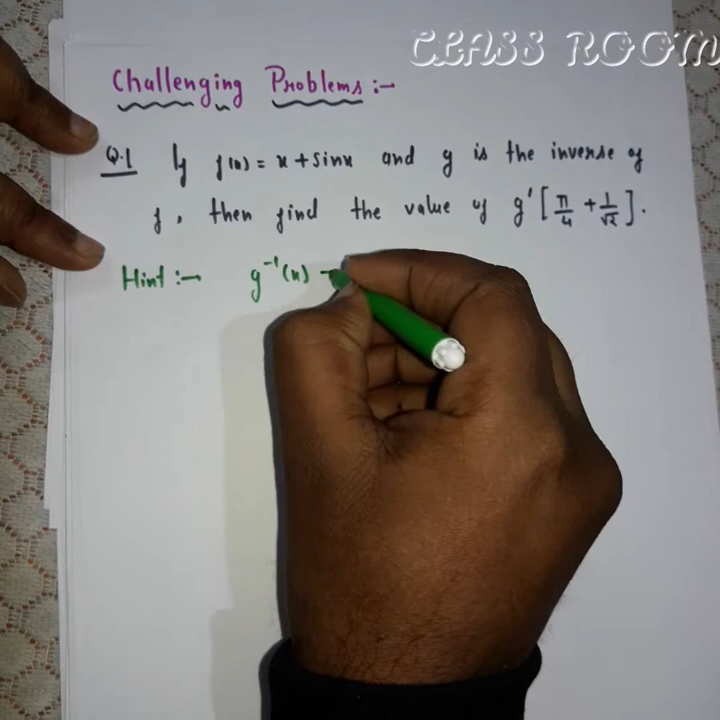 CLASS ROOM
Challenging Problems :-
Q.1 If f(x) = x + sinx and g is the inverse of
f, then find the value of g' [π/4 + 1/√2].
Hint :- g⁻¹(x)